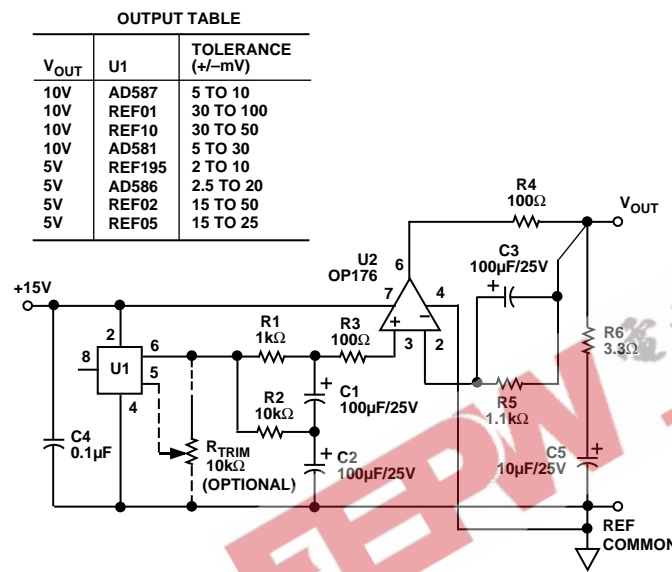 OUTPUT TABLE
VOUT U1 TOLERANCE (+/–mV)
10V AD587 5 TO 10
10V REF01 30 TO 100
10V REF10 30 TO 50
10V AD581 5 TO 30
5V REF195 2 TO 10
5V AD586 2.5 TO 20
5V REF02 15 TO 50
5V REF05 15 TO 25
R4
100Ω
VOUT
C3
100µF/25V
U2
OP176
6
7
4
+
–
3
2
+
+15V
2
U1
8
6
5
4
R1
1kΩ
R3
100Ω
R2
10kΩ
+
C1
100µF/25V
+
C2
100µF/25V
RTRIM
10kΩ
(OPTIONAL)
C4
0.1µF
R5
1.1kΩ
R6
3.3Ω
C5
10µF/25V
+
REF
COMMON
EEPW